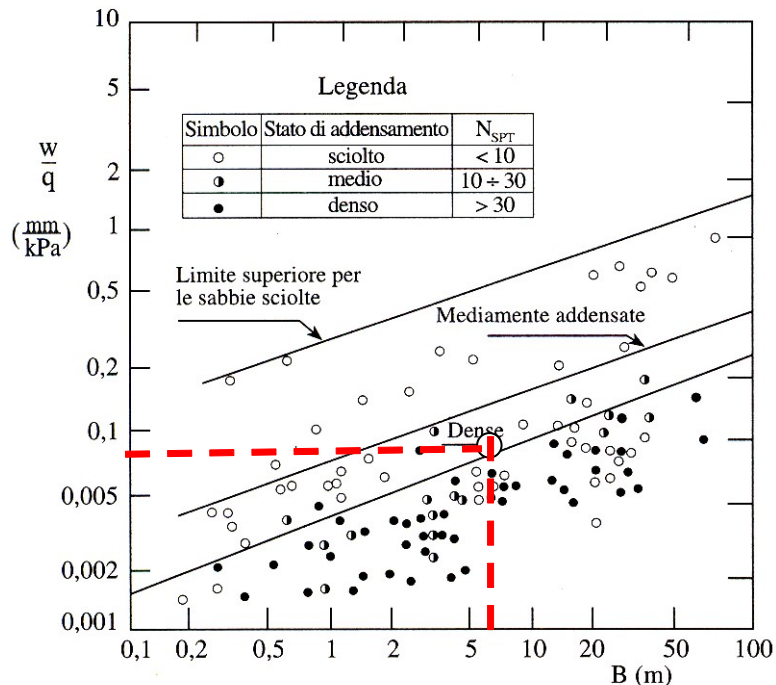 10
5
2
1
0,5
0,2
0,1
0,005
0,002
0,001
w
q
(mm
kPa)
Legenda
Simbolo Stato di addensamento N_SPT
○ sciolto < 10
◑ medio 10 ÷ 30
● denso > 30
Limite superiore per
le sabbie sciolte
Mediamente addensate
Dense
0,1 0,2 0,5 1 2 5 10 20 50 100
B (m)